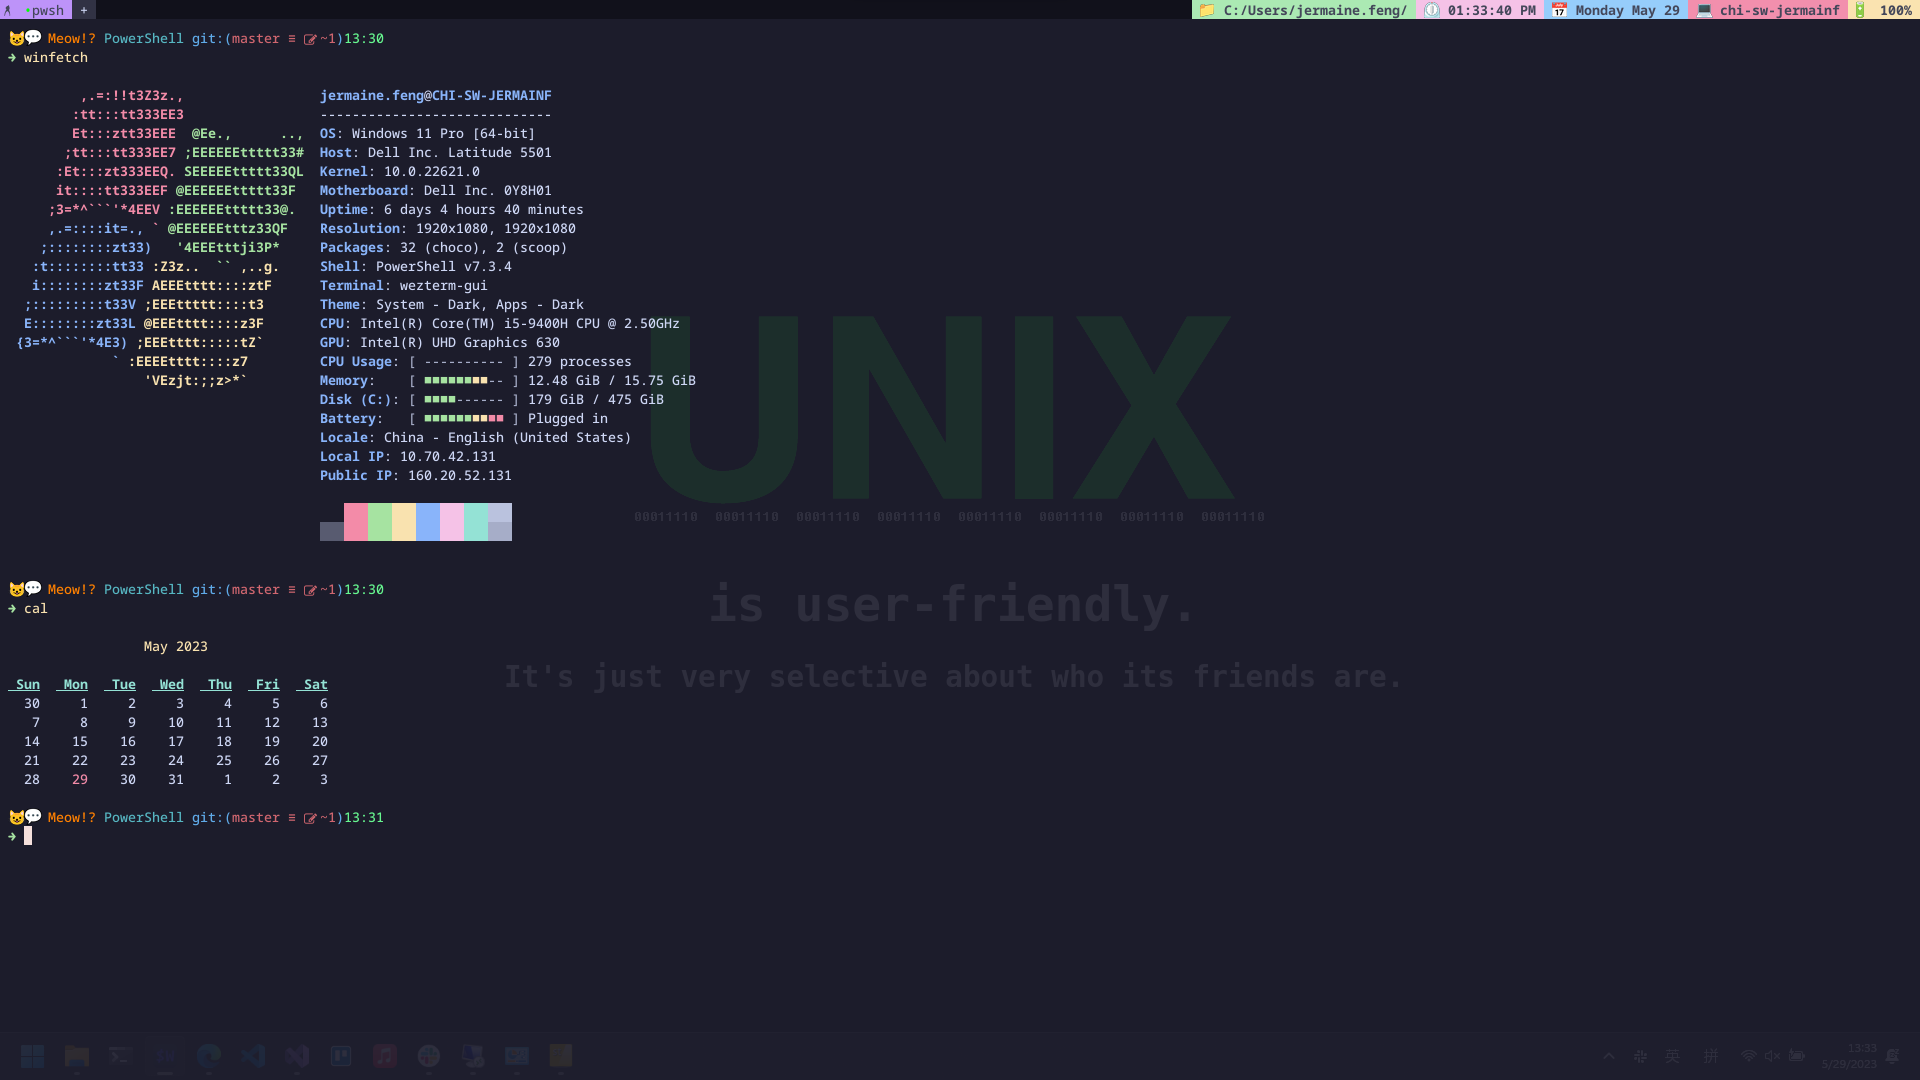 pwsh +
C:/Users/jermaine.feng/ 01:33:40 PM Monday May 29 chi-sw-jermainf 100%
Meow!? PowerShell git:(master ≡ ~1)13:30
➜ winfetch
,.=:!!t3Z3z.,
jermaine.feng@CHI-SW-JERMAINF
:tt:::tt333EE3
-----------------------------
Et:::ztt33EEE @Ee., ..,
OS: Windows 11 Pro [64-bit]
;tt:::tt333EE7 ;EEEEEEttttt33#
Host: Dell Inc. Latitude 5501
:Et:::zt333EEQ. SEEEEEttttt33QL
Kernel: 10.0.22621.0
it::::tt333EEF @EEEEEEttttt33F
Motherboard: Dell Inc. 0Y8H01
;3=*^```'*4EEV :EEEEEEttttt33@.
Uptime: 6 days 4 hours 40 minutes
,.=::::it=., ` @EEEEEEtttz33QF
Resolution: 1920x1080, 1920x1080
;::::::::zt33) '4EEEtttji3P*
Packages: 32 (choco), 2 (scoop)
:t::::::::tt33 :Z3z.. `` ,..g.
Shell: PowerShell v7.3.4
i::::::::zt33F AEEEtttt::::ztF
Terminal: wezterm-gui
;:::::::::t33V ;EEEttttt::::t3
Theme: System - Dark, Apps - Dark
E::::::::zt33L @EEEtttt::::z3F
CPU: Intel(R) Core(TM) i5-9400H CPU @ 2.50GHz
{3=*^```'*4E3) ;EEEtttt:::::tZ`
GPU: Intel(R) UHD Graphics 630
` :EEEEtttt::::z7
CPU Usage: [ ---------- ] 279 processes
'VEzjt:;;z>*`
Memory: [ ■■■■■■■■-- ] 12.48 GiB / 15.75 GiB
Disk (C:): [ ■■■■------ ] 179 GiB / 475 GiB
Battery: [ ■■■■■■■■■■ ] Plugged in
Locale: China - English (United States)
Local IP: 10.70.42.131
Public IP: 160.20.52.131
UNIX
00011110 00011110 00011110 00011110 00011110 00011110 00011110 00011110
is user-friendly.
It's just very selective about who its friends are.
Meow!? PowerShell git:(master ≡ ~1)13:30
➜ cal
May 2023
Sun Mon Tue Wed Thu Fri Sat
30 1 2 3 4 5 6
7 8 9 10 11 12 13
14 15 16 17 18 19 20
21 22 23 24 25 26 27
28 29 30 31 1 2 3
Meow!? PowerShell git:(master ≡ ~1)13:31
➜
英 拼 13:33
5/29/2023